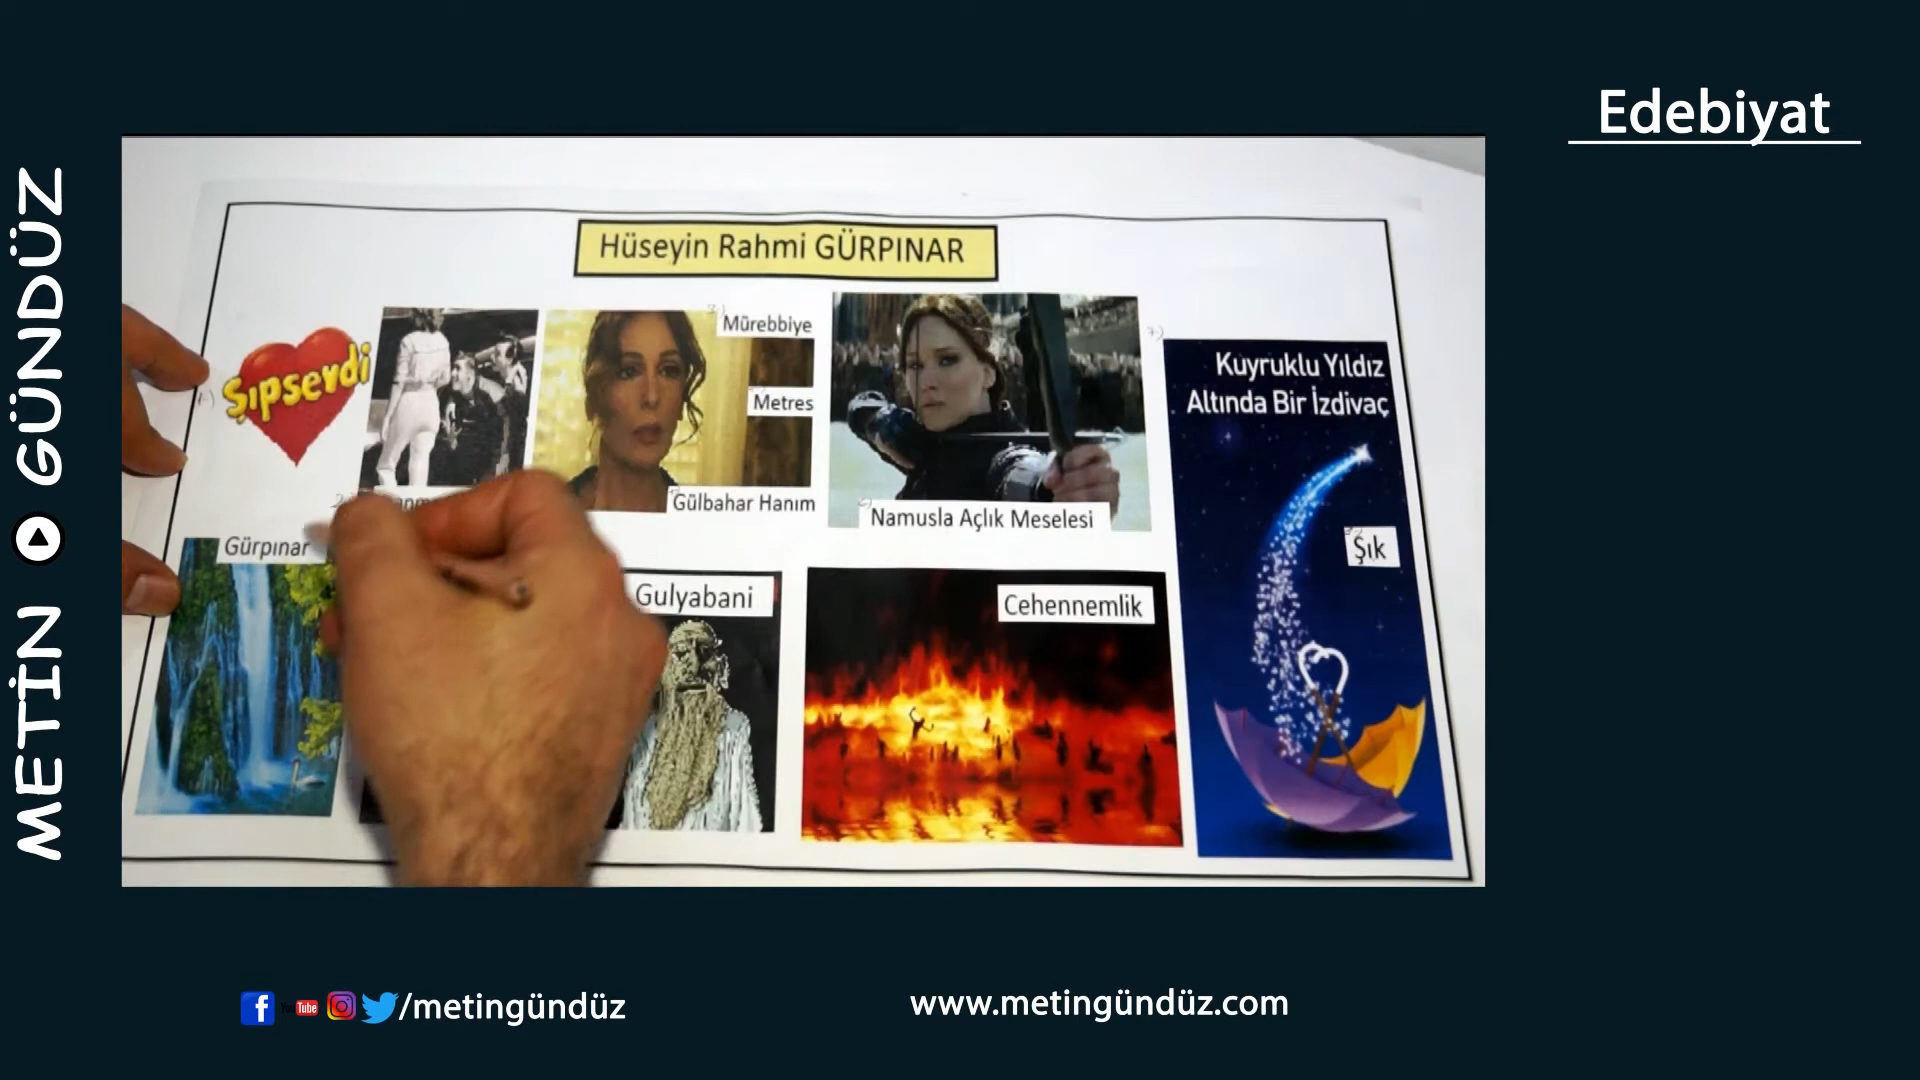 Edebiyat
METİN GÜNDÜZ
Hüseyin Rahmi GÜRPINAR
Şıpsevdi
Mürebbiye
Metres
Gülbahar Hanım
Namusla Açlık Meselesi
Kuyruklu Yıldız
Altında Bir İzdivaç
Şık
Gürpınar
Gulyabani
Cehennemlik
f YouTube /metingündüz
www.metingündüz.com